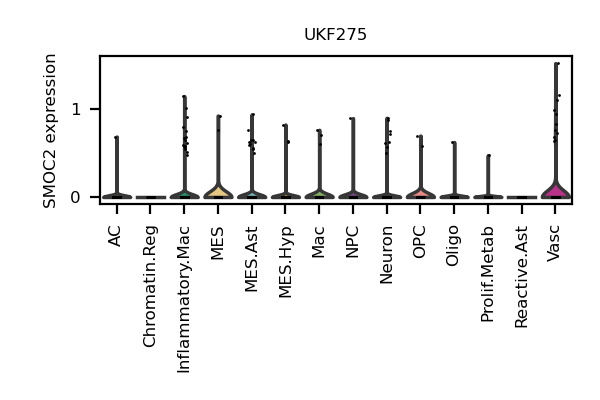 UKF275
SMOC2 expression
1
0
AC
Chromatin.Reg
Inflammatory.Mac
MES
MES.Ast
MES.Hyp
Mac
NPC
Neuron
OPC
Oligo
Prolif.Metab
Reactive.Ast
Vasc